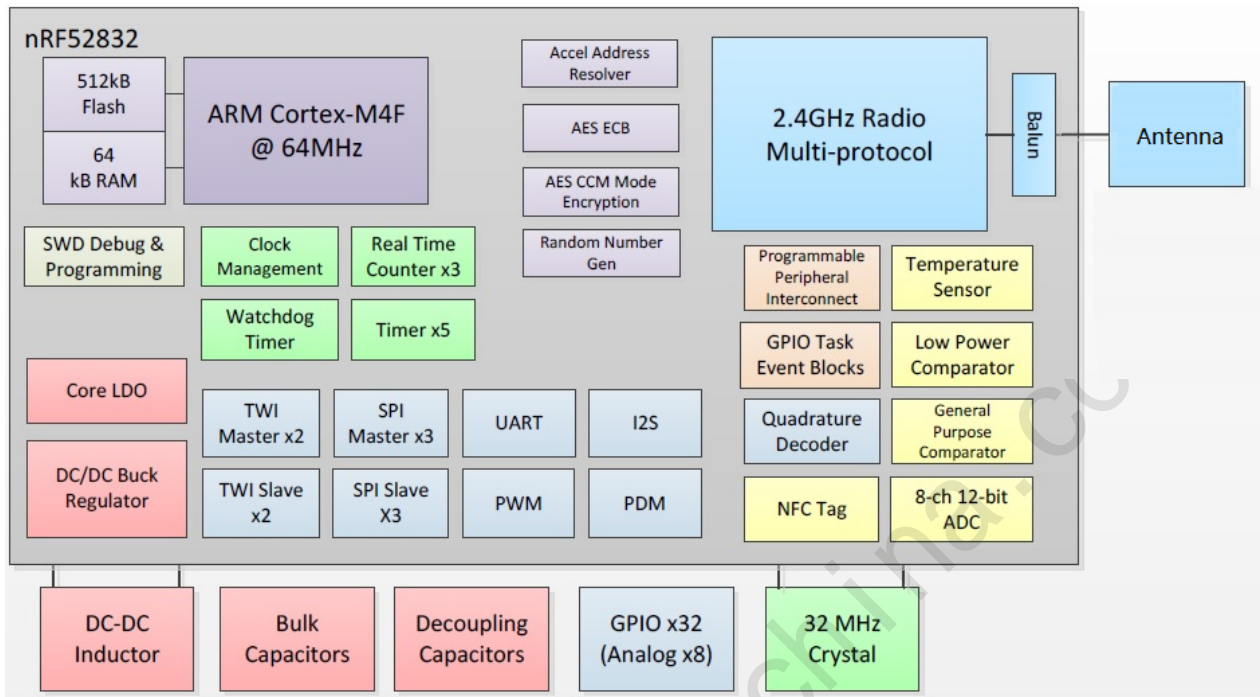 nRF52832
512kB
Flash
64
kB RAM
ARM Cortex-M4F
@ 64MHz
Accel Address
Resolver
AES ECB
AES CCM Mode
Encryption
Random Number
Gen
2.4GHz Radio
Multi-protocol
Balun
Antenna
SWD Debug &
Programming
Clock
Management
Real Time
Counter x3
Watchdog
Timer
Timer x5
Programmable
Peripheral
Interconnect
Temperature
Sensor
GPIO Task
Event Blocks
Low Power
Comparator
Core LDO
DC/DC Buck
Regulator
TWI
Master x2
SPI
Master x3
UART
I2S
TWI Slave
x2
SPI Slave
X3
PWM
PDM
Quadrature
Decoder
General
Purpose
Comparator
NFC Tag
8-ch 12-bit
ADC
DC-DC
Inductor
Bulk
Capacitors
Decoupling
Capacitors
GPIO x32
(Analog x8)
32 MHz
Crystal